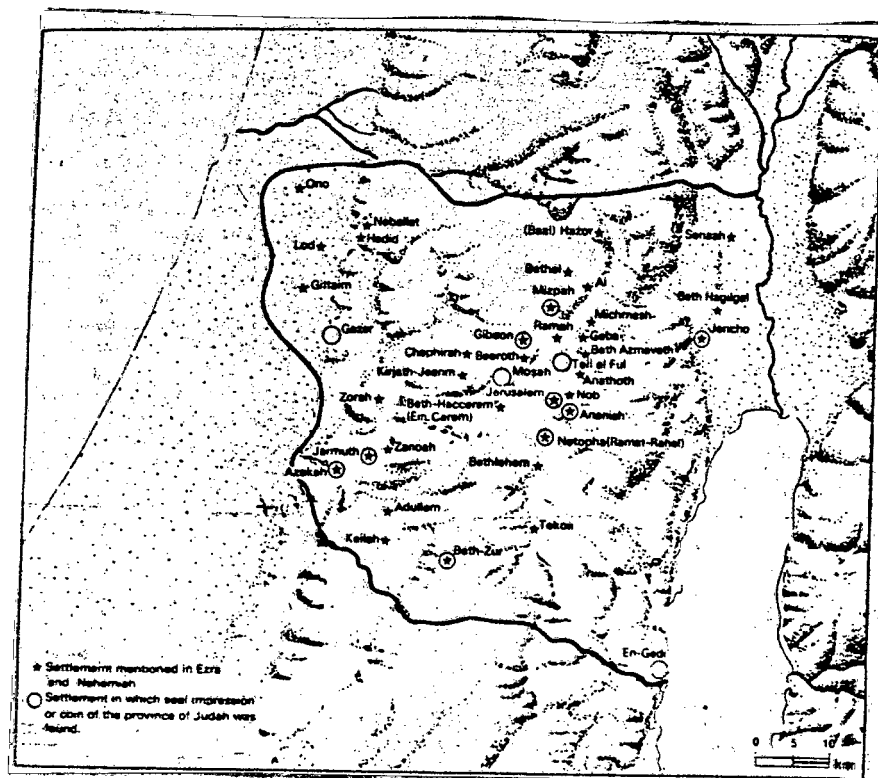 Ono
Neballat
Hadid
Lod
(Baal) Hazor
Senaah
Bethel
Ai
Gittaim
Mizpah
Beth Hagilgal
Michmash
Gezer
Gibeon
Ramah
Geba
Jericho
Chephirah
Beeroth
Beth Azmaveth
Tell el Ful
Kirjath-Jearim
Mosah
Anathoth
Jerusalem
Nob
Zorah
Beth-Haccerem
(Em Carem)
Ananiah
Netopha(Ramat-Rahel)
Jarmuth
Zanoah
Azekah
Bethlehem
Adullam
Tekoa
Keilah
Beth-Zur
En-Gedi
Settlement mentioned in Ezra
and Nehemiah
Settlement in which seal impression
or coin of the province of Judah was
found.
0 5 10
km